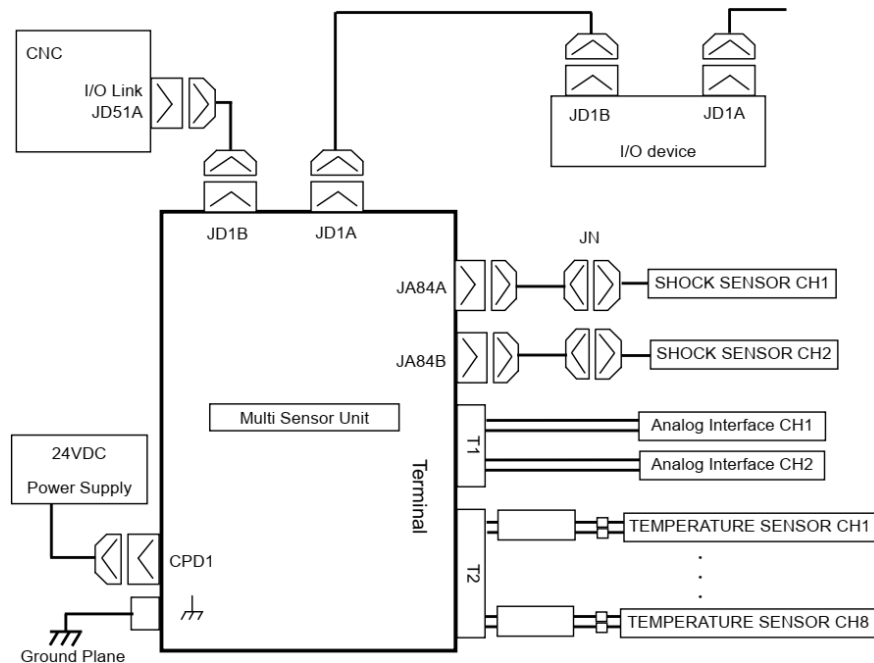 CNC
I/O Link
JD51A
JD1B
JD1A
I/O device
JD1B
JD1A
JN
JA84A
SHOCK SENSOR CH1
JA84B
SHOCK SENSOR CH2
Multi Sensor Unit
T1
Analog Interface CH1
Analog Interface CH2
Terminal
24VDC
Power Supply
T2
TEMPERATURE SENSOR CH1
CPD1
TEMPERATURE SENSOR CH8
Ground Plane